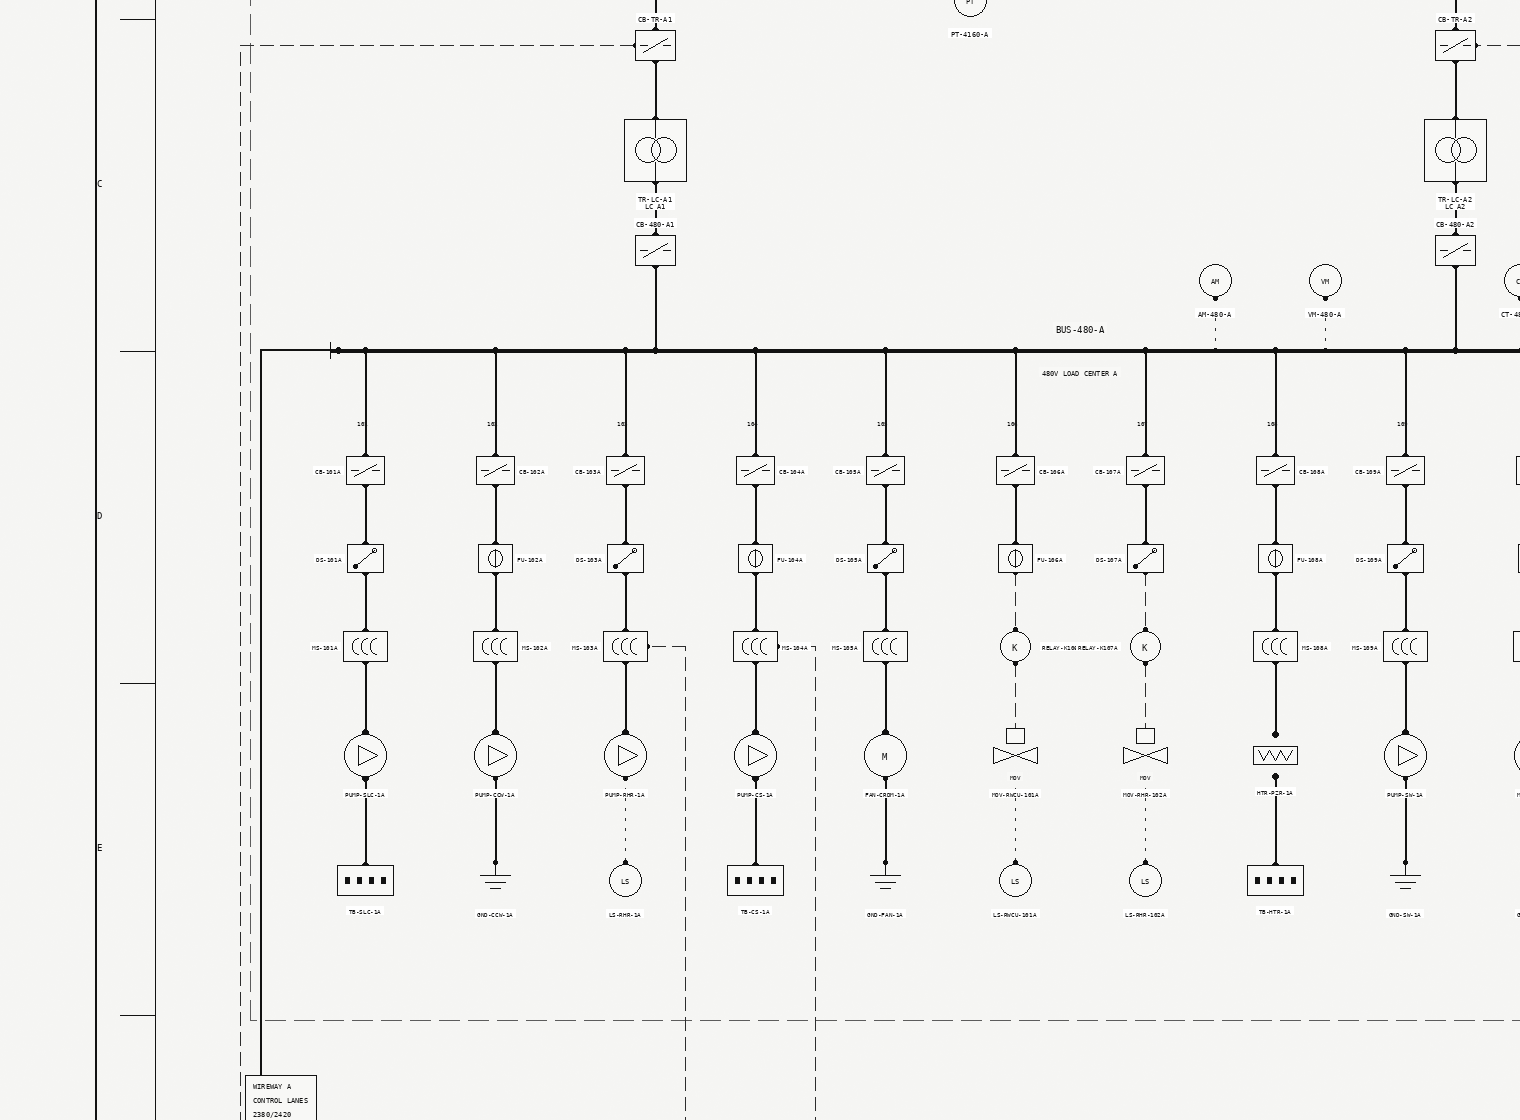 CB-TR-A1
CB-TR-A2
PT-4160-A
C
TR-LC-A1
LC A1
TR-LC-A2
LC A2
CB-480-A1
CB-480-A2
AM
VM
AM-480-A
VM-480-A
BUS-480-A
480V LOAD CENTER A
CB-101A
CB-102A
CB-103A
CB-104A
CB-105A
CB-106A
CB-107A
CB-108A
CB-109A
D
DS-101A
FU-102A
DS-103A
FU-104A
DS-105A
FU-106A
DS-107A
FU-108A
DS-109A
MS-101A
MS-102A
MS-103A
MS-104A
MS-105A
K
RELAY-K107A
K
MS-108A
MS-109A
M
MOV
MOV
PUMP-SLC-1A
PUMP-CCW-1A
PUMP-RHR-1A
PUMP-CS-1A
FAN-CROM-1A
MOV-RWCU-101A
MOV-RHR-102A
HTR-PZR-1A
PUMP-SW-1A
E
LS
LS
LS
TB-SLC-1A
GND-CCW-1A
LS-RHR-1A
TB-CS-1A
GND-FAN-1A
LS-RWCU-101A
LS-RHR-102A
TB-HTR-1A
GND-SW-1A
WIREWAY A
CONTROL LANES
2380/2420